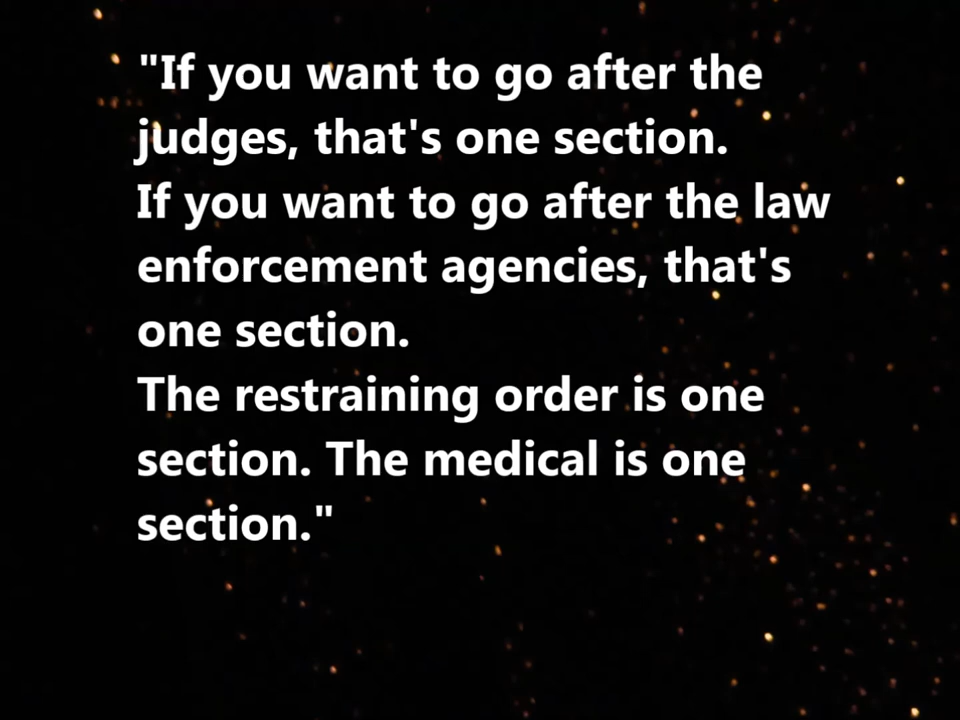 "If you want to go after the
judges, that's one section.
If you want to go after the law
enforcement agencies, that's
one section.
The restraining order is one
section. The medical is one
section."